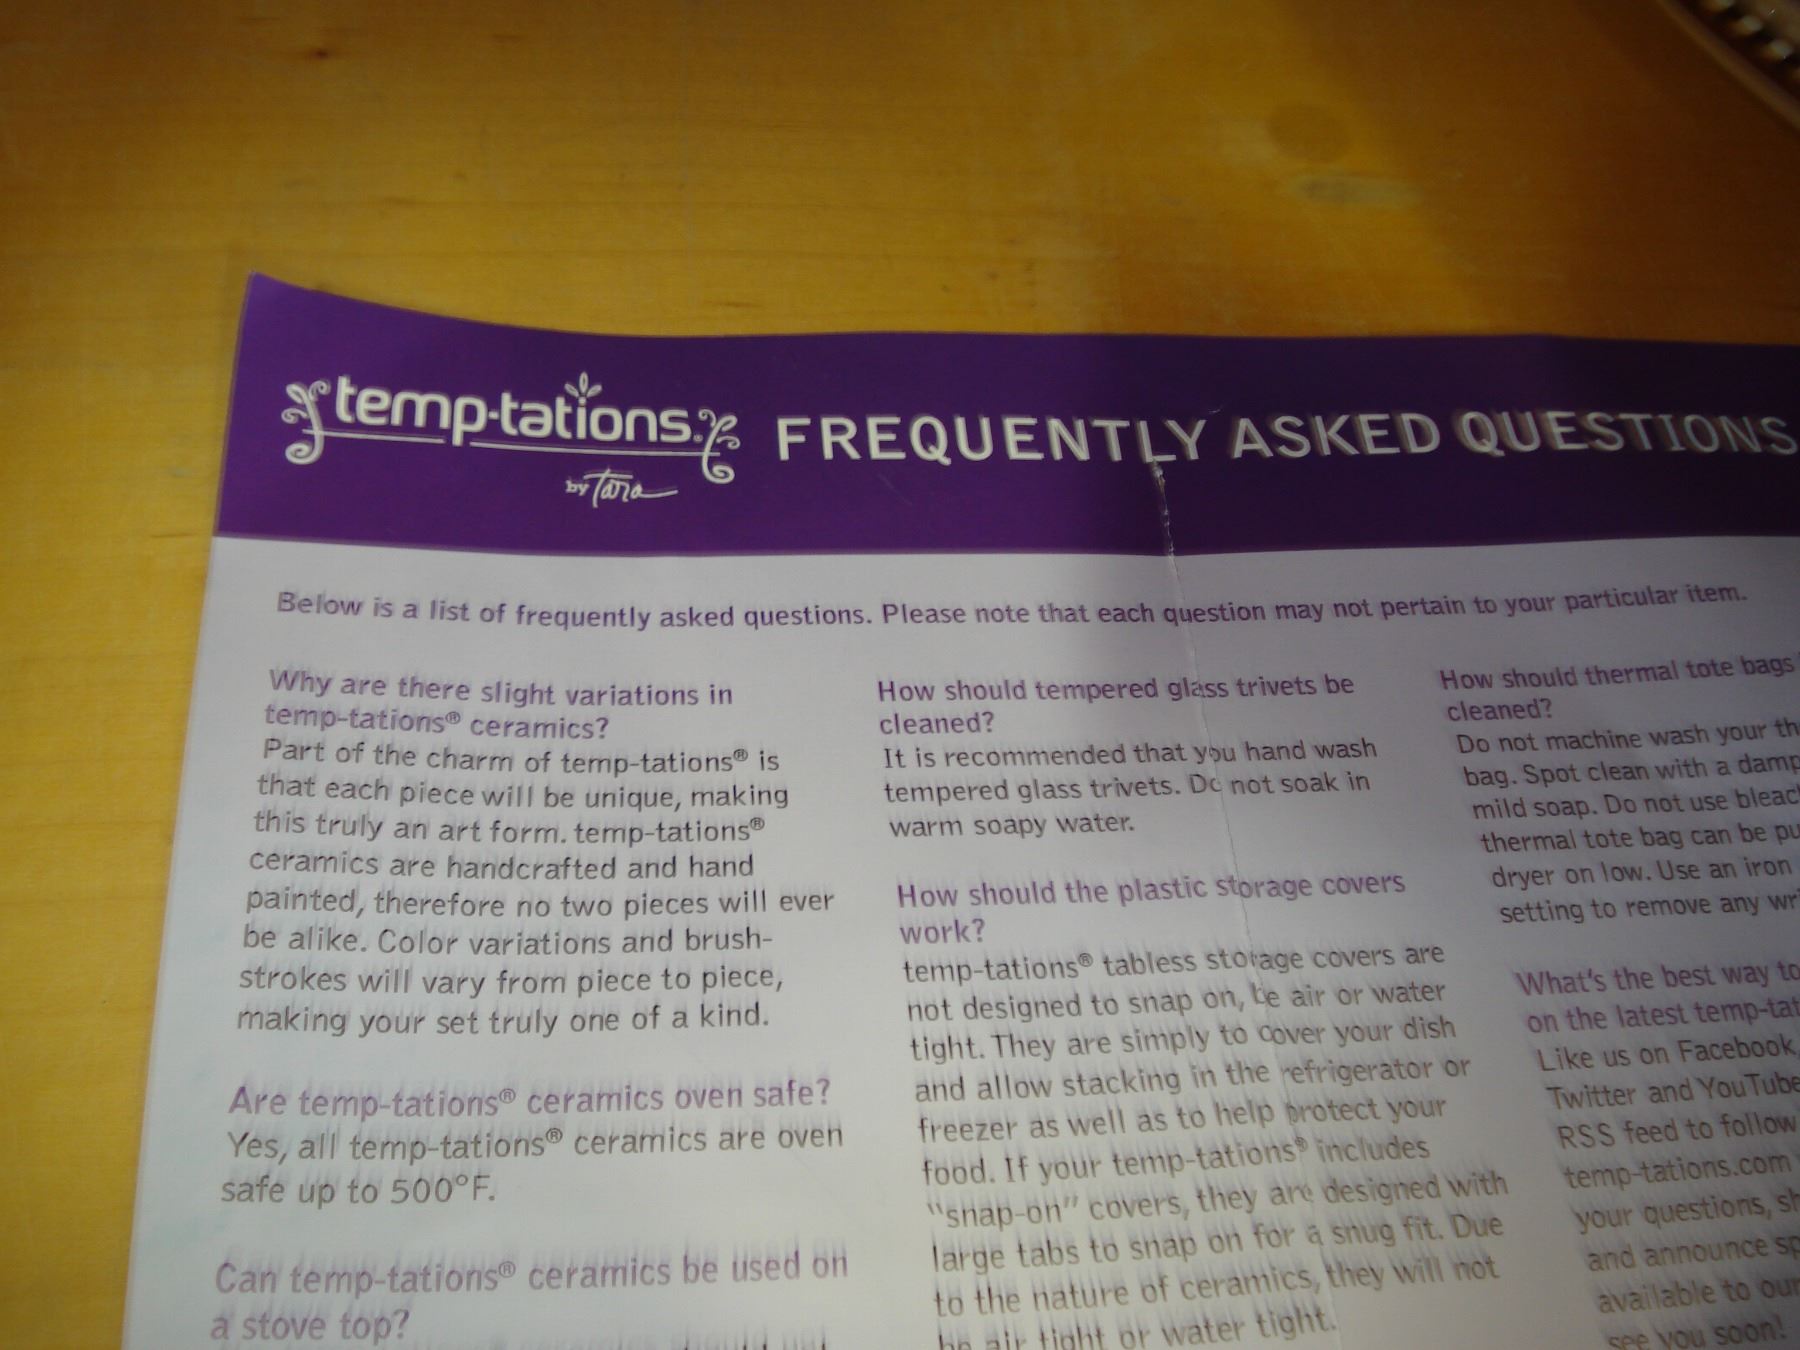 temp-tations.
by Tara
FREQUENTLY ASKED QUESTIONS
Below is a list of frequently asked questions. Please note that each question may not pertain to your particular item.
Why are there slight variations in
temp-tations® ceramics?
Part of the charm of temp-tations® is
that each piece will be unique, making
this truly an art form. temp-tations®
ceramics are handcrafted and hand
painted, therefore no two pieces will ever
be alike. Color variations and brush-
strokes will vary from piece to piece,
making your set truly one of a kind.
Are temp-tations® ceramics oven safe?
Yes, all temp-tations® ceramics are oven
safe up to 500°F.
Can temp-tations® ceramics be used on
a stove top?
How should tempered glass trivets be
cleaned?
It is recommended that you hand wash
tempered glass trivets. Do not soak in
warm soapy water.
How should the plastic storage covers
work?
temp-tations® tabless storage covers are
not designed to snap on, be air or water
tight. They are simply to cover your dish
and allow stacking in the refrigerator or
freezer as well as to help protect your
food. If your temp-tations® includes
"snap-on" covers, they are designed with
large tabs to snap on for a snug fit. Due
to the nature of ceramics, they will not
be air tight or water tight.
How should thermal tote bags
cleaned?
Do not machine wash your
bag. Spot clean with a
mild soap. Do not use
thermal tote bag can be
dryer on low. Use an iron
setting to remove any
What's the best way to
on the latest
Like us on Facebook,
Twitter and YouTube
RSS feed to follow
temp-tations.com
your questions,
and announce
available to our
see you soon!